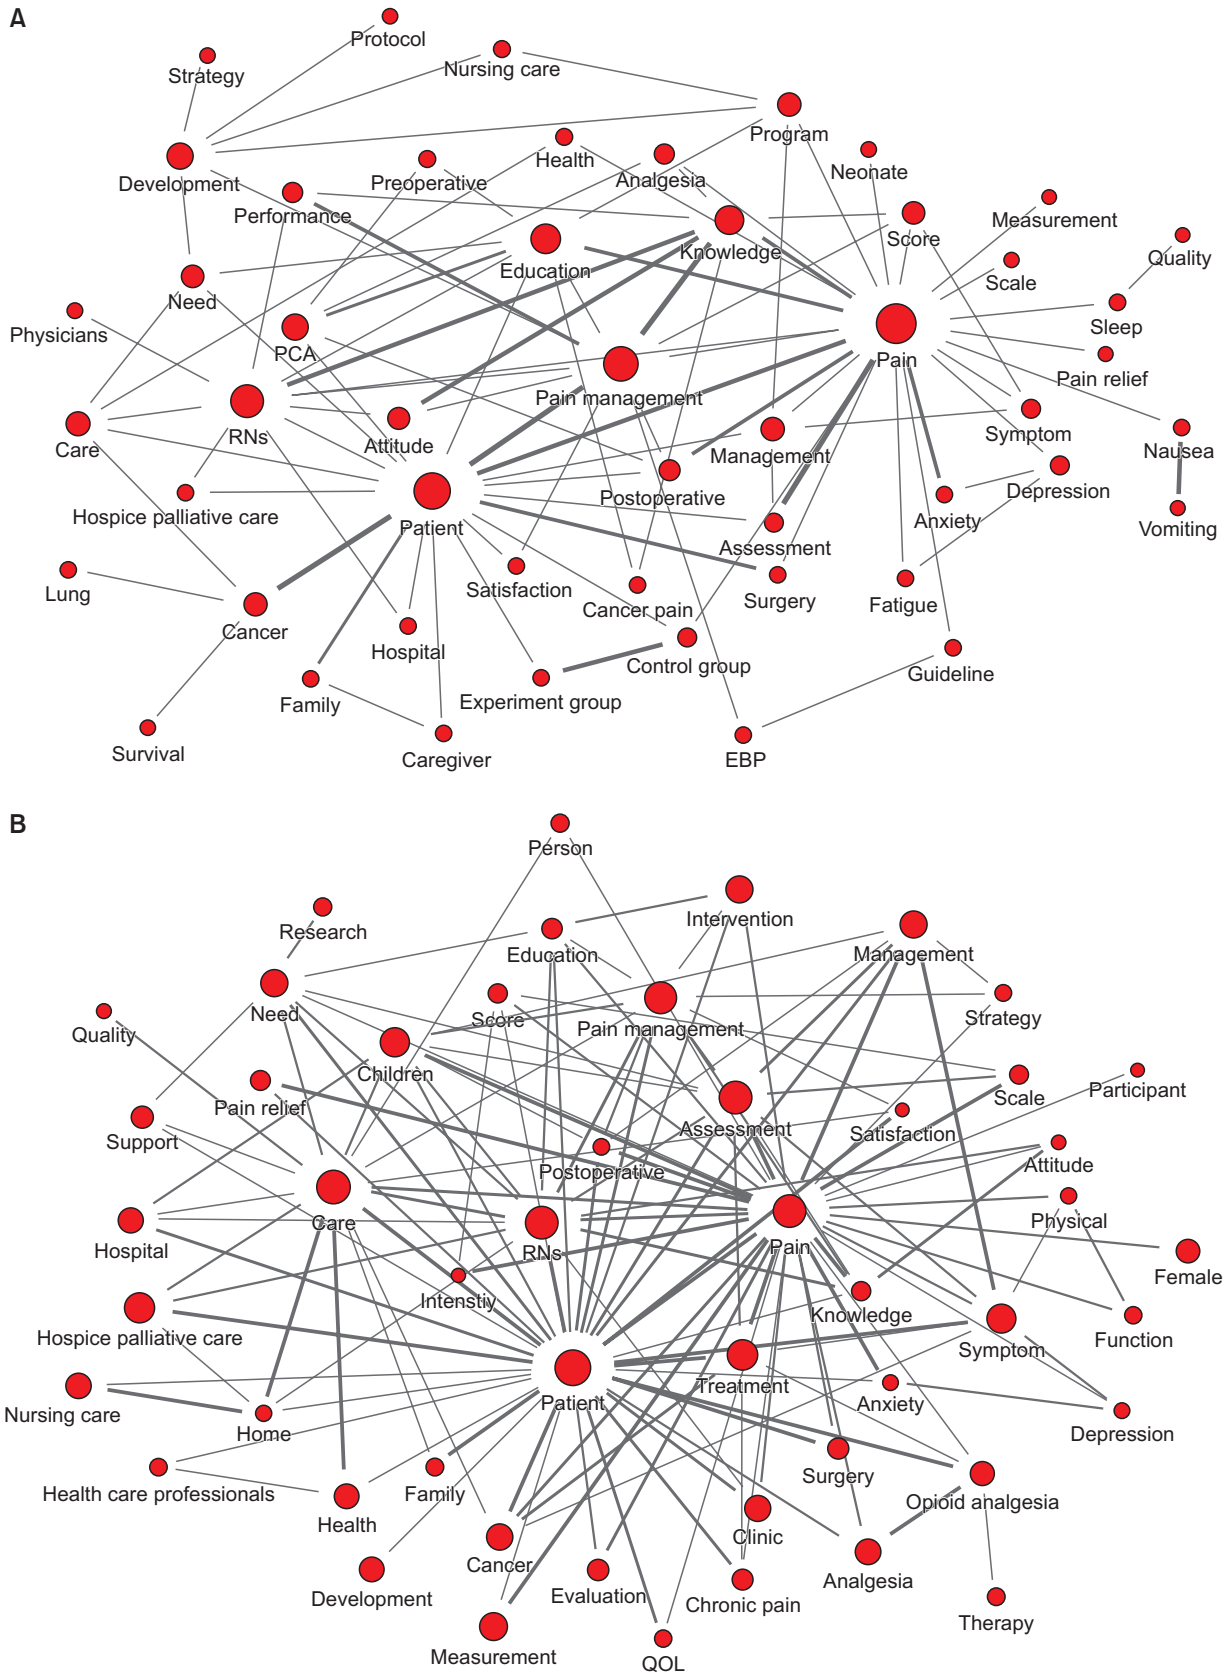 A
Protocol
Strategy
Nursing care
Program
Health
Neonate
Development
Preoperative
Analgesia
Performance
Measurement
Score
Knowledge
Quality
Education
Scale
Need
Sleep
Physicians
PCA
Pain
Pain relief
Pain management
RNs
Attitude
Care
Symptom
Management
Nausea
Postoperative
Depression
Hospice palliative care
Patient
Anxiety
Vomiting
Assessment
Satisfaction
Lung
Cancer pain
Surgery
Fatigue
Cancer
Hospital
Control group
Guideline
Family
Experiment group
Survival
Caregiver
EBP
B
Person
Intervention
Research
Education
Management
Need
Score
Pain management
Strategy
Quality
Children
Scale
Participant
Pain relief
Assessment
Satisfaction
Support
Postoperative
Attitude
Care
Physical
Hospital
RNs
Pain
Female
Intenstiy
Knowledge
Hospice palliative care
Symptom
Function
Treatment
Nursing care
Patient
Anxiety
Home
Depression
Surgery
Health care professionals
Family
Opioid analgesia
Health
Clinic
Cancer
Analgesia
Development
Evaluation
Chronic pain
Therapy
Measurement
QOL